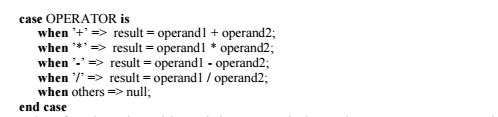 case OPERATOR is
when '+' => result = operand1 + operand2;
when '*' => result = operand1 * operand2;
when '-' => result = operand1 - operand2;
when '/' => result = operand1 / operand2;
when others => null;
end case